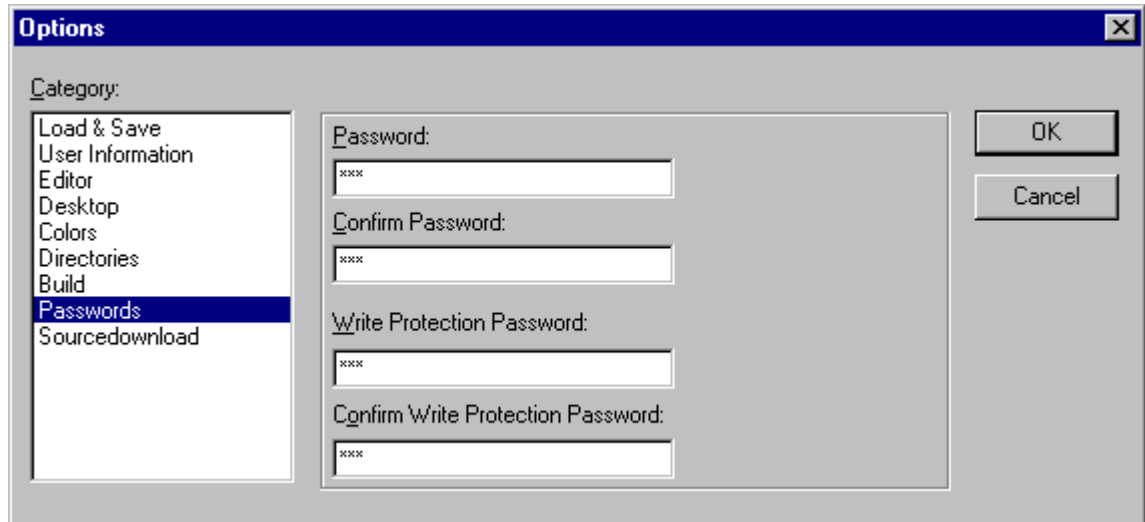 Options
Category:
Load & Save
User Information
Editor
Desktop
Colors
Directories
Build
Passwords
Sourcedownload
Password:
***
Confirm Password:
***
Write Protection Password:
***
Confirm Write Protection Password:
***
OK
Cancel